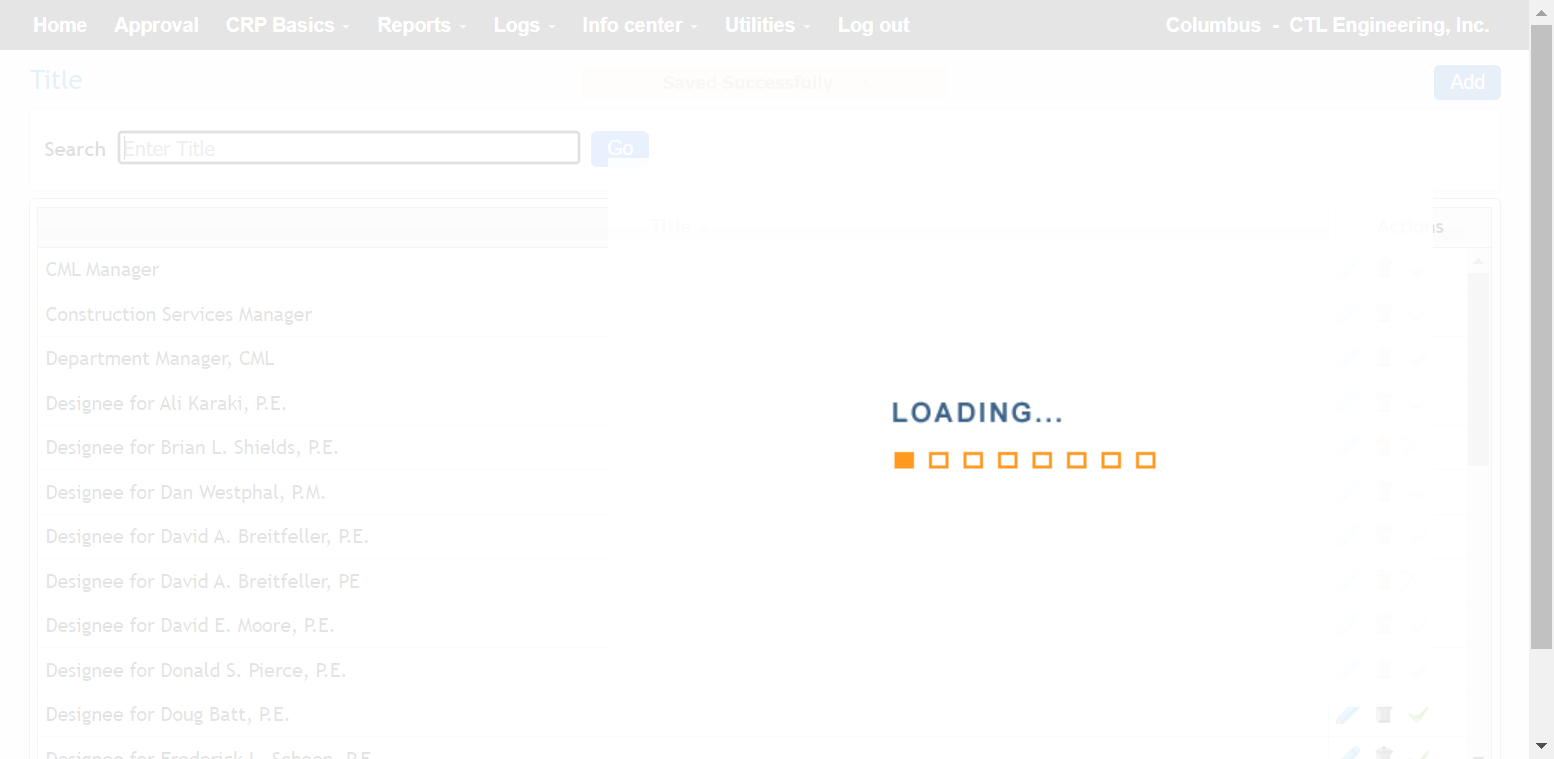 Home Approval CRP Basics Reports Logs Info center Utilities Log out Columbus - CTL Engineering, Inc.
Title Saved Successfully Add
Search Enter Title Go
Title Actions
CML Manager
Construction Services Manager
Department Manager, CML
Designee for Ali Karaki, P.E.
LOADING...
Designee for Brian L. Shields, P.E.
Designee for Dan Westphal, P.M.
Designee for David A. Breitfeller, P.E.
Designee for David A. Breitfeller, PE
Designee for David E. Moore, P.E.
Designee for Donald S. Pierce, P.E.
Designee for Doug Batt, P.E.
Designee for Frederick L.